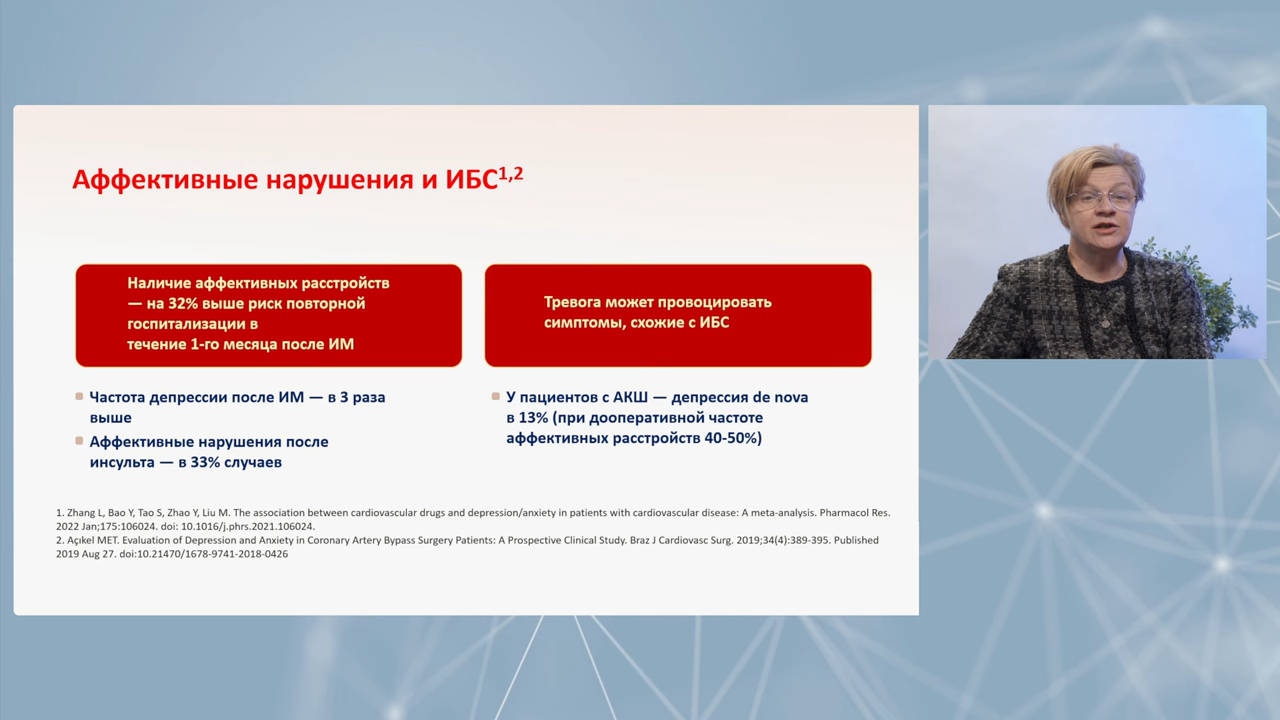 Аффективные нарушения и ИБС1,2
Наличие аффективных расстройств
— на 32% выше риск повторной
госпитализации в
течение 1-го месяца после ИМ
Тревога может провоцировать
симптомы, схожие с ИБС
Частота депрессии после ИМ — в 3 раза
выше
Аффективные нарушения после
инсульта — в 33% случаев
У пациентов с АКШ — депрессия de nova
в 13% (при дооперативной частоте
аффективных расстройств 40-50%)
1. Zhang L, Bao Y, Tao S, Zhao Y, Liu M. The association between cardiovascular drugs and depression/anxiety in patients with cardiovascular disease: A meta-analysis. Pharmacol Res.
2022 Jan;175:106024. doi: 10.1016/j.phrs.2021.106024.
2. Açıkel MET. Evaluation of Depression and Anxiety in Coronary Artery Bypass Surgery Patients: A Prospective Clinical Study. Braz J Cardiovasc Surg. 2019;34(4):389-395. Published
2019 Aug 27. doi:10.21470/1678-9741-2018-0426